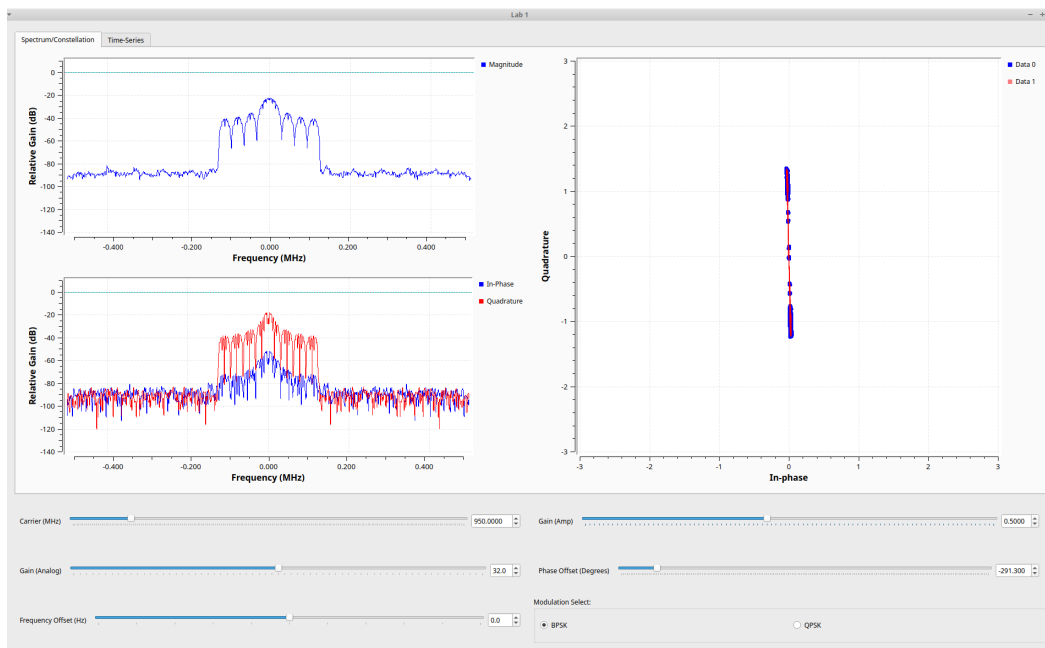 Lab 1
Spectrum/Constellation Time-Series
Magnitude
0
-20
-40
-60
-80
-100
-120
-140
Relative Gain (dB)
-0.400 -0.200 0.000 0.200 0.400
Frequency (MHz)
In-Phase
Quadrature
0
-20
-40
-60
-80
-100
-120
-140
Relative Gain (dB)
-0.400 -0.200 0.000 0.200 0.400
Frequency (MHz)
Data 0
Data 1
3
2
1
0
-1
-2
-3
Quadrature
-3 -2 -1 0 1 2 3
In-phase
Carrier (MHz) 950.0000
Gain (Amp) 0.5000
Gain (Analog) 32.0
Phase Offset (Degrees) -291.300
Frequency Offset (Hz) 0.0
Modulation Select:
BPSK QPSK